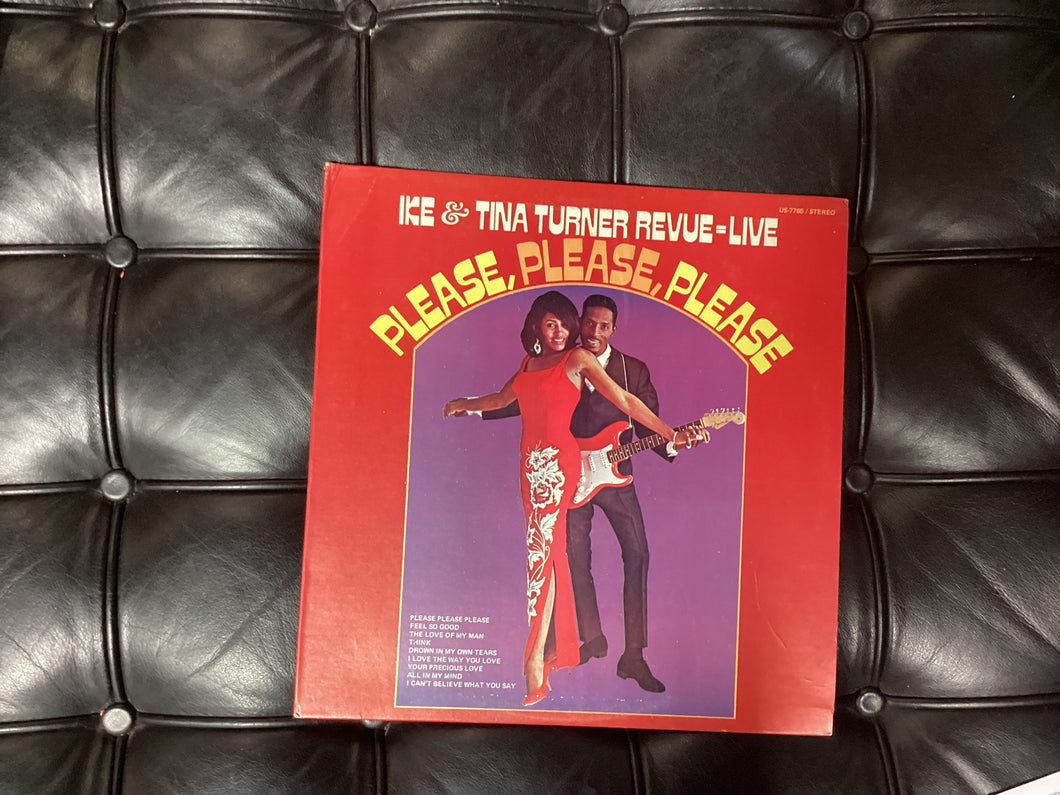 US-7765 / STEREO
IKE & TINA TURNER REVUE=LIVE
PLEASE, PLEASE, PLEASE
PLEASE PLEASE PLEASE
FEEL SO GOOD
THE LOVE OF MY MAN
THINK
DROWN IN MY OWN TEARS
I LOVE THE WAY YOU LOVE
YOUR PRECIOUS LOVE
ALL IN MY MIND
I CAN'T BELIEVE WHAT YOU SAY